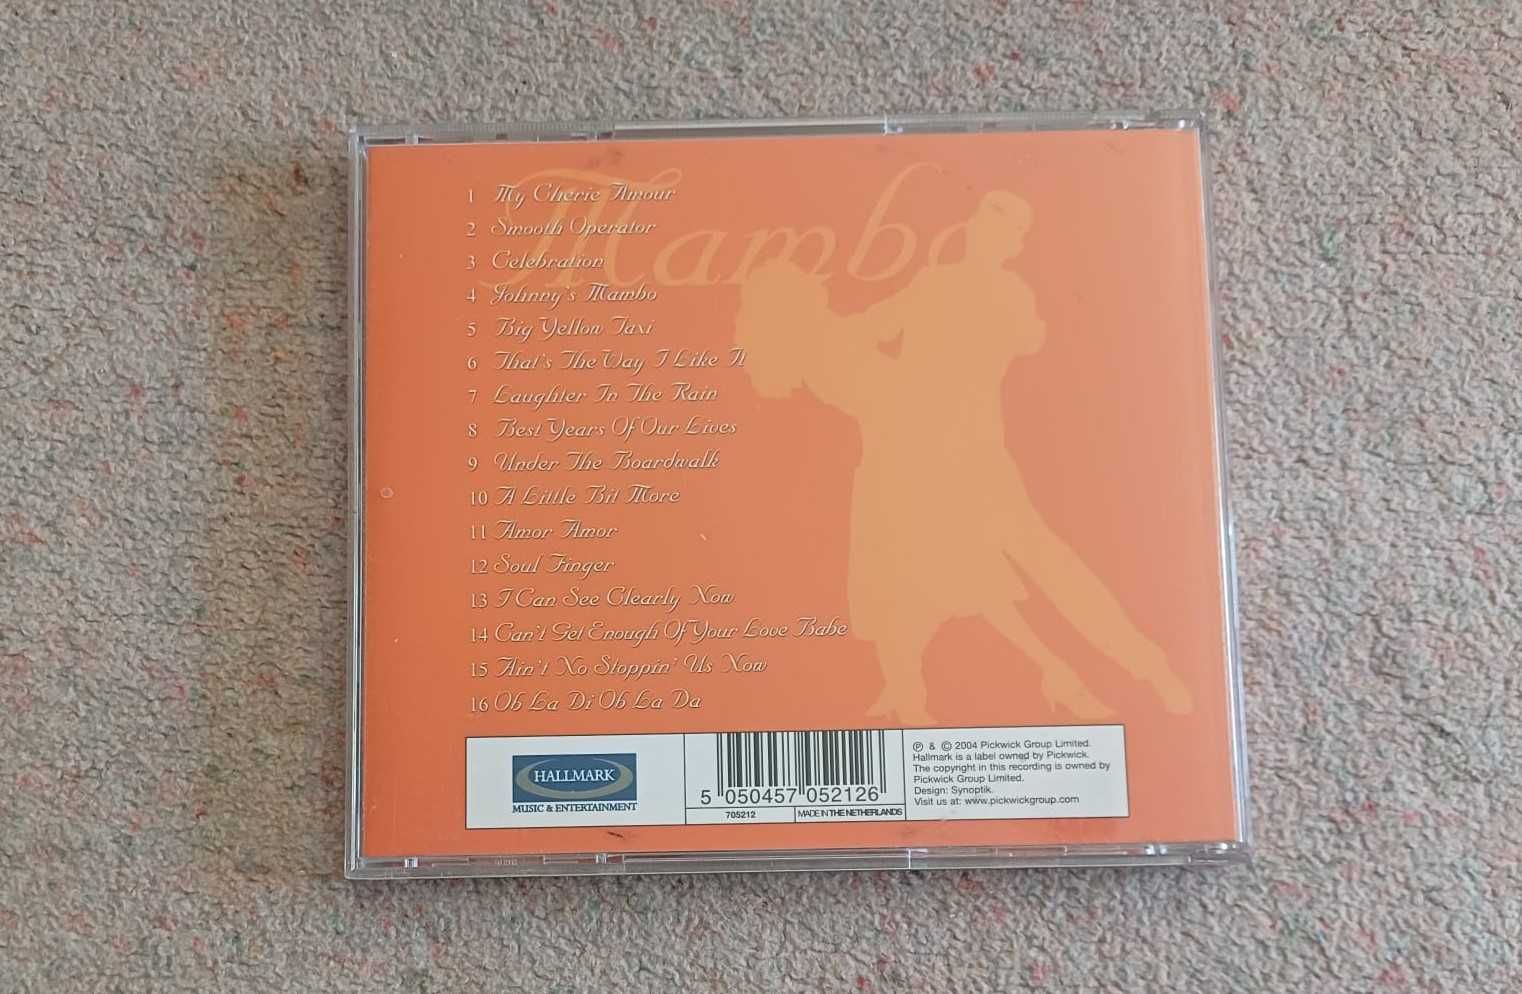 Mambo
1 My Cherie Amour
2 Smooth Operator
3 Celebration
4 Johnny's Mambo
5 Big Yellow Taxi
6 That's The Way I Like It
7 Laughter In The Rain
8 Best Years Of Our Lives
9 Under The Boardwalk
10 A Little Bit More
11 Amor Amor
12 Soul Finger
13 I Can See Clearly Now
14 Can't Get Enough Of Your Love Babe
15 Ain't No Stoppin' Us Now
16 Ob La Di Ob La Da
HALLMARK
MUSIC & ENTERTAINMENT
5 050457 052126
705212
MADE IN THE NETHERLANDS
℗ & © 2004 Pickwick Group Limited.
Hallmark is a label owned by Pickwick.
The copyright in this recording is owned by
Pickwick Group Limited.
Design: Synoptik.
Visit us at: www.pickwickgroup.com